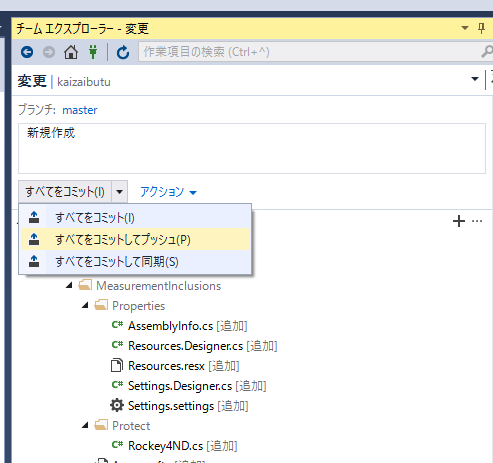 チーム エクスプローラー - 変更
作業項目の検索 (Ctrl+^)
変更 | kaizaibutu
ブランチ: master
新規作成
すべてをコミット(I) アクション
すべてをコミット(I)
すべてをコミットしてプッシュ(P)
すべてをコミットして同期(S)
MeasurementInclusions
Properties
C# AssemblyInfo.cs [追加]
C# Resources.Designer.cs [追加]
Resources.resx [追加]
C# Settings.Designer.cs [追加]
Settings.settings [追加]
Protect
C# Rockey4ND.cs [追加]